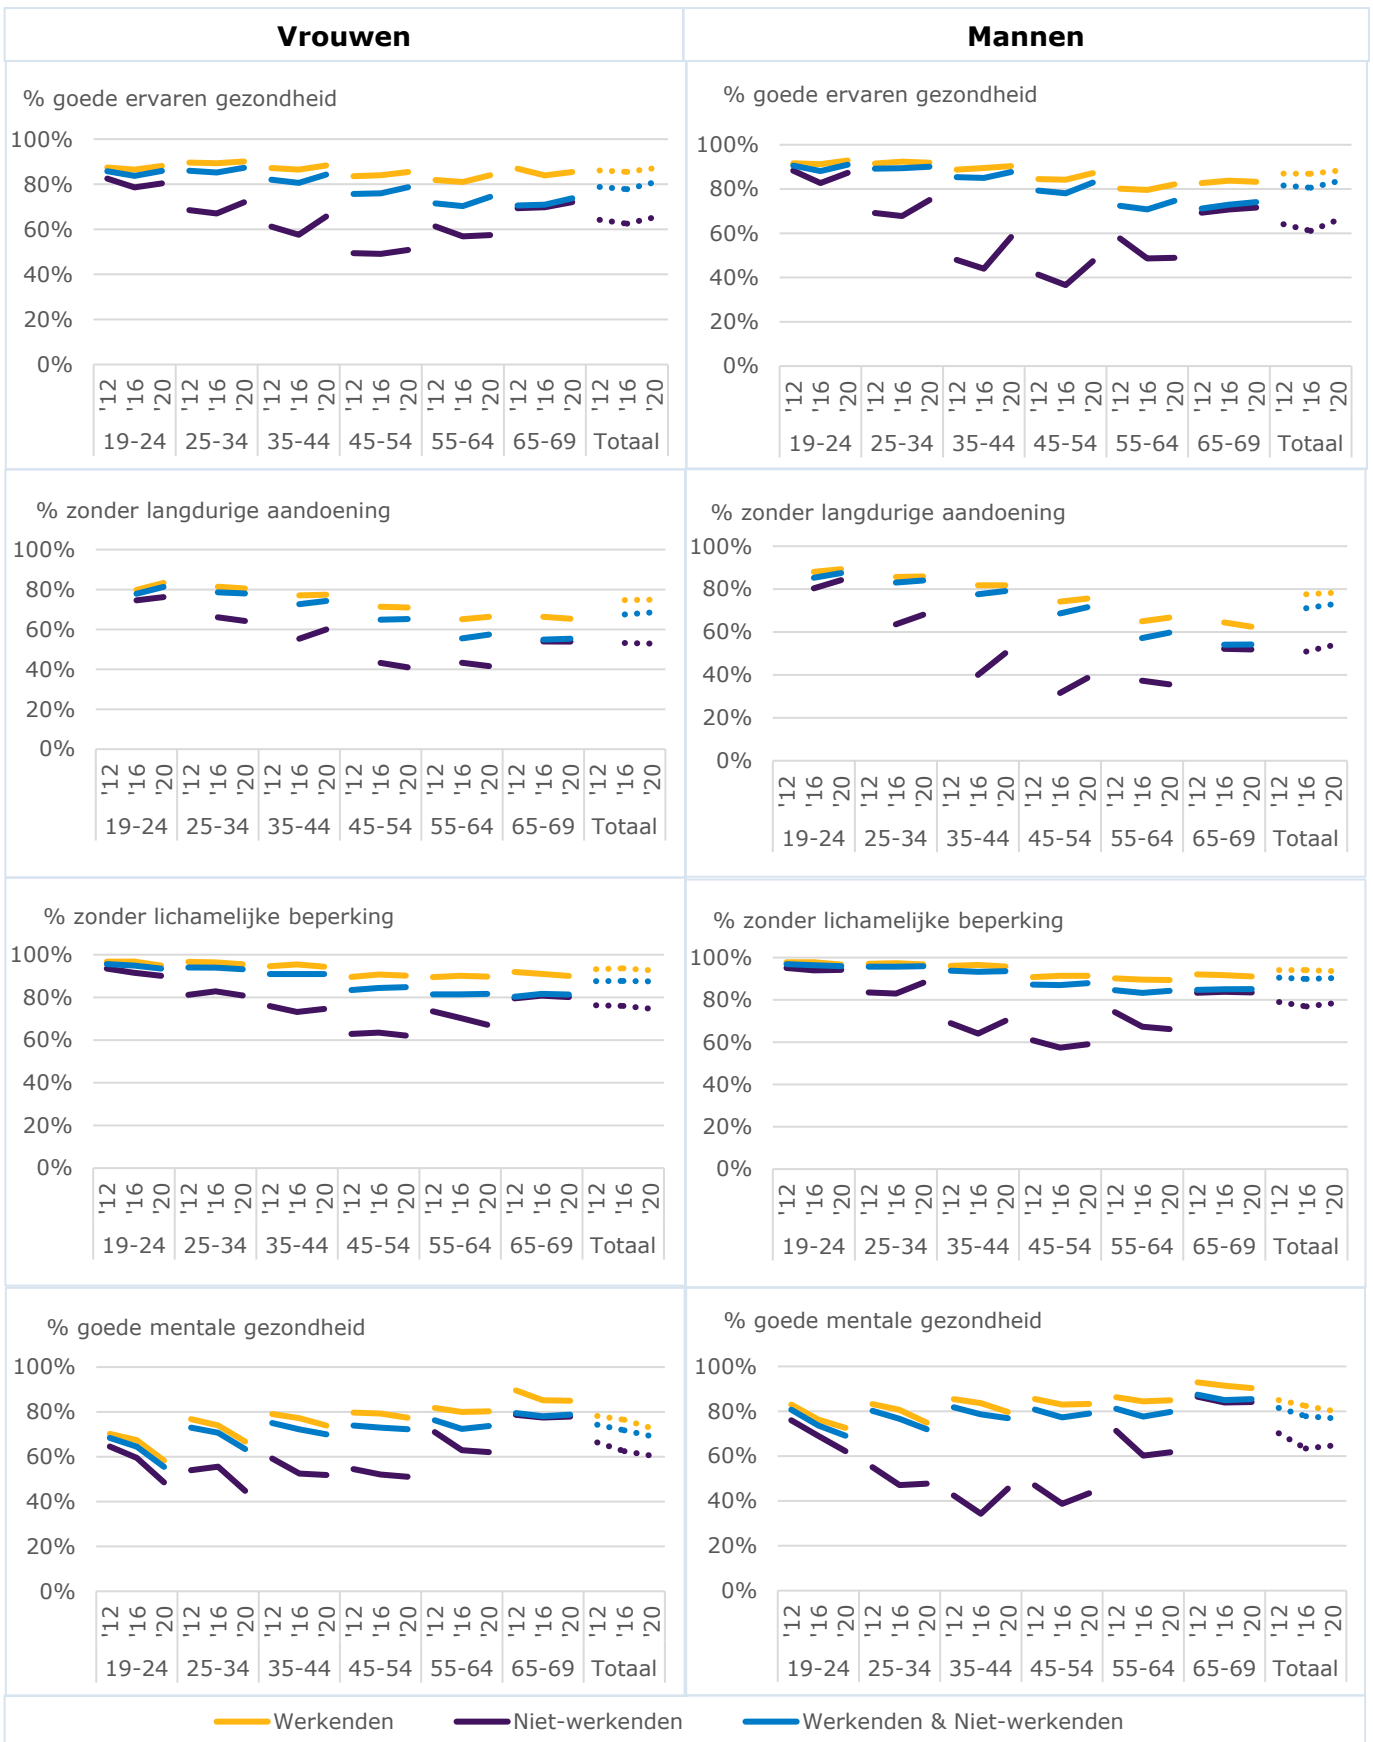 Vrouwen
Mannen
% goede ervaren gezondheid
100%
80%
60%
40%
20%
0%
'12 '16 '20 '12 '16 '20 '12 '16 '20 '12 '16 '20 '12 '16 '20 '12 '16 '20 '12 '16 '20
19-24 25-34 35-44 45-54 55-64 65-69 Totaal
% goede ervaren gezondheid
100%
80%
60%
40%
20%
0%
'12 '16 '20 '12 '16 '20 '12 '16 '20 '12 '16 '20 '12 '16 '20 '12 '16 '20 '12 '16 '20
19-24 25-34 35-44 45-54 55-64 65-69 Totaal
% zonder langdurige aandoening
100%
80%
60%
40%
20%
0%
'12 '16 '20 '12 '16 '20 '12 '16 '20 '12 '16 '20 '12 '16 '20 '12 '16 '20 '12 '16 '20
19-24 25-34 35-44 45-54 55-64 65-69 Totaal
% zonder langdurige aandoening
100%
80%
60%
40%
20%
0%
'12 '16 '20 '12 '16 '20 '12 '16 '20 '12 '16 '20 '12 '16 '20 '12 '16 '20 '12 '16 '20
19-24 25-34 35-44 45-54 55-64 65-69 Totaal
% zonder lichamelijke beperking
100%
80%
60%
40%
20%
0%
'12 '16 '20 '12 '16 '20 '12 '16 '20 '12 '16 '20 '12 '16 '20 '12 '16 '20 '12 '16 '20
19-24 25-34 35-44 45-54 55-64 65-69 Totaal
% zonder lichamelijke beperking
100%
80%
60%
40%
20%
0%
'12 '16 '20 '12 '16 '20 '12 '16 '20 '12 '16 '20 '12 '16 '20 '12 '16 '20 '12 '16 '20
19-24 25-34 35-44 45-54 55-64 65-69 Totaal
% goede mentale gezondheid
100%
80%
60%
40%
20%
0%
'12 '16 '20 '12 '16 '20 '12 '16 '20 '12 '16 '20 '12 '16 '20 '12 '16 '20 '12 '16 '20
19-24 25-34 35-44 45-54 55-64 65-69 Totaal
% goede mentale gezondheid
100%
80%
60%
40%
20%
0%
'12 '16 '20 '12 '16 '20 '12 '16 '20 '12 '16 '20 '12 '16 '20 '12 '16 '20 '12 '16 '20
19-24 25-34 35-44 45-54 55-64 65-69 Totaal
Werkenden Niet-werkenden Werkenden & Niet-werkenden